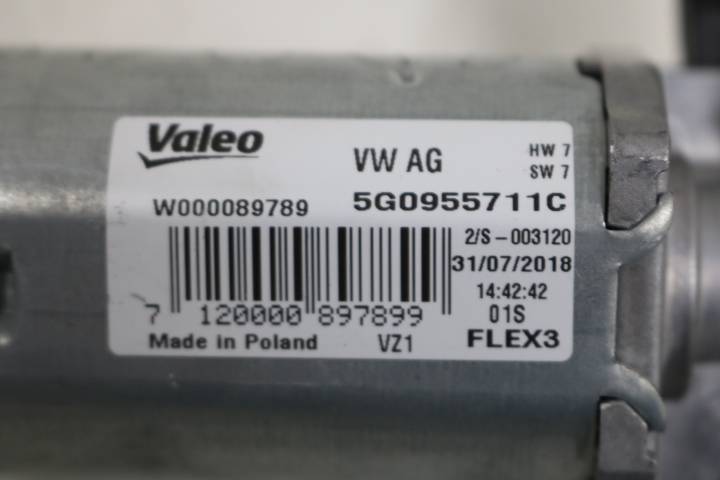 Valeo
VW AG
HW 7
SW 7
W000089789
5G0955711C
2/S-003120
31/07/2018
14:42:42
7 120000 897899
01S
Made in Poland
VZ1
FLEX3